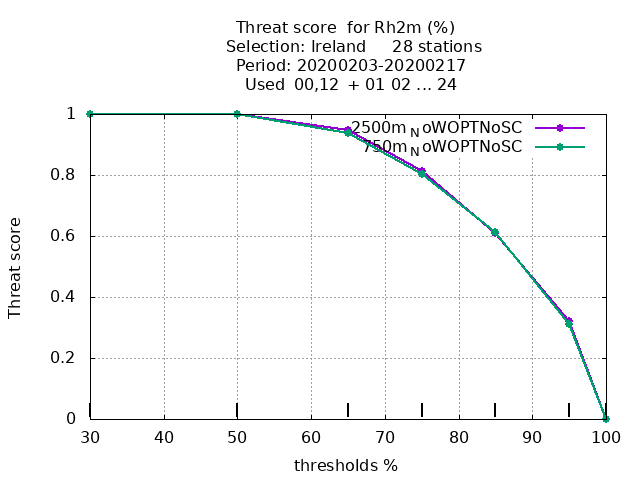 Threat score for Rh2m (%)
Selection: Ireland 28 stations
Period: 20200203-20200217
Used 00,12 + 01 02 ... 24
2500mNoWOPTNoSC
750mNoWOPTNoSC
1
0.8
0.6
0.4
0.2
0
Threat score
30 40 50 60 70 80 90 100
thresholds %